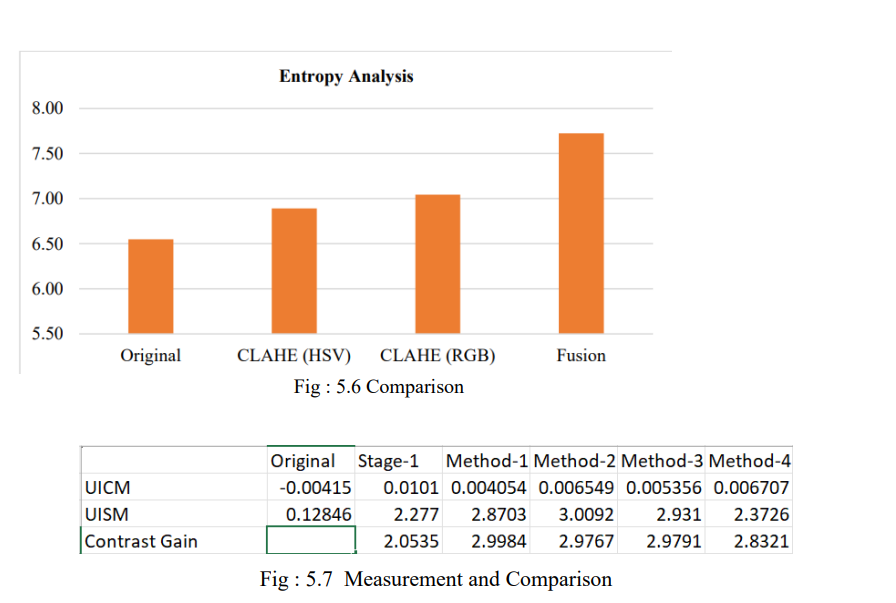 Entropy Analysis
8.00
7.50
7.00
6.50
6.00
5.50
Original CLAHE (HSV) CLAHE (RGB) Fusion
Fig : 5.6 Comparison
Original Stage-1 Method-1 Method-2 Method-3 Method-4
UICM -0.00415 0.0101 0.004054 0.006549 0.005356 0.006707
UISM 0.12846 2.277 2.8703 3.0092 2.931 2.3726
Contrast Gain 2.0535 2.9984 2.9767 2.9791 2.8321
Fig : 5.7 Measurement and Comparison